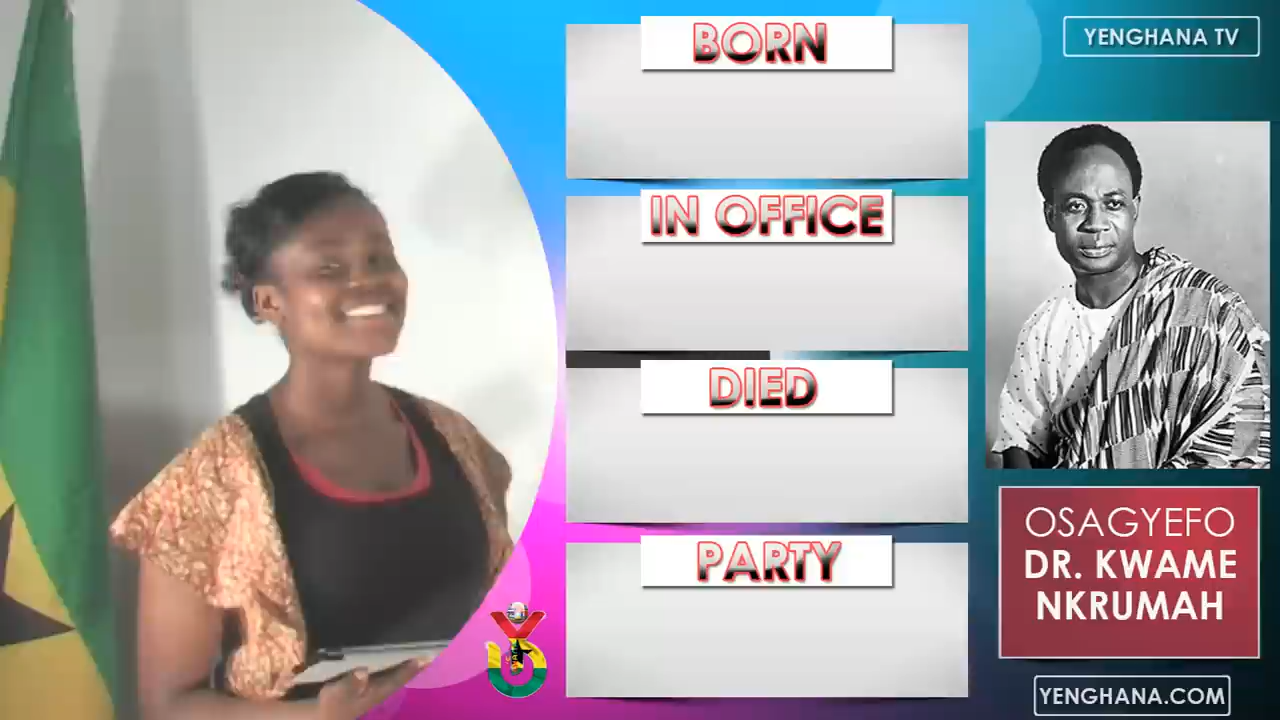 BORN
IN OFFICE
DIED
PARTY
YENGHANA TV
OSAGYEFO
DR. KWAME
NKRUMAH
YENGHANA.COM